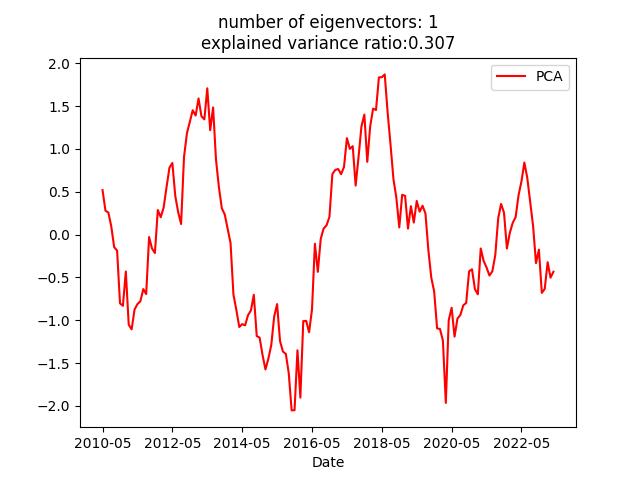 number of eigenvectors: 1
explained variance ratio:0.307
PCA
2.0
1.5
1.0
0.5
0.0
−0.5
−1.0
−1.5
−2.0
2010-05 2012-05 2014-05 2016-05 2018-05 2020-05 2022-05
Date